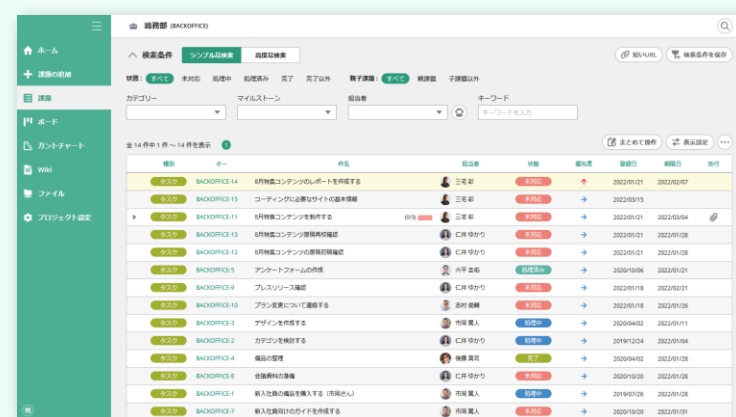 総務部 (BACKOFFICE)
ホーム
課題の追加
課題
ボード
ガントチャート
Wiki
ファイル
プロジェクト設定
検索条件 シンプルな検索 高度な検索 短いURL 検索条件を保存
状態： すべて 未対応 処理中 処理済み 完了 完了以外 親子課題： すべて 親課題 子課題以外
カテゴリー マイルストーン 担当者 キーワード
キーワードを入力
全 14 件中 1 件 ～ 14 件を表示 1 まとめて操作 表示設定
種別 キー 件名 担当者 状態 優先度 登録日 期限日 添付
タスク BACKOFFICE-14 8月特集コンテンツのレポートを作成する 三宅 彩 未対応 2022/01/21 2022/02/07
タスク BACKOFFICE-15 コーディングに必要なサイトの基本情報 三宅 彩 未対応 2022/03/15
タスク BACKOFFICE-11 8月特集コンテンツを制作する 三宅 彩 未対応 2022/01/21 2022/03/04
タスク BACKOFFICE-13 8月特集コンテンツの原稿再校確認 仁井 ゆかり 未対応 2022/01/21 2022/01/28
タスク BACKOFFICE-12 8月特集コンテンツの原稿初稿確認 仁井 ゆかり 未対応 2022/01/21 2022/01/28
タスク BACKOFFICE-5 アンケートフォームの作成 六平 圭佑 処理済み 2020/10/06 2022/01/21
タスク BACKOFFICE-9 プレスリリース確認 仁井 ゆかり 未対応 2022/01/18 2022/02/21
タスク BACKOFFICE-10 プラン変更について連絡する 志村 俊輔 未対応 2022/01/18 2022/01/26
タスク BACKOFFICE-3 デザインを作成する 市岡 篤人 処理中 2020/04/02 2022/01/11
タスク BACKOFFICE-2 カテゴリを検討する 仁井 ゆかり 処理中 2019/12/24 2022/01/04
タスク BACKOFFICE-4 備品の整理 後藤 真司 完了 2020/04/02 2022/01/28
タスク BACKOFFICE-8 会議資料の準備 仁井 ゆかり 未対応 2020/10/20 2022/01/28
タスク BACKOFFICE-1 新入社員の備品を購入する（市岡さん） 市岡 篤人 処理中 2019/07/26 2022/01/28
タスク BACKOFFICE-7 新入社員向けのガイドを作成する 市岡 篤人 未対応 2020/10/20 2022/01/31